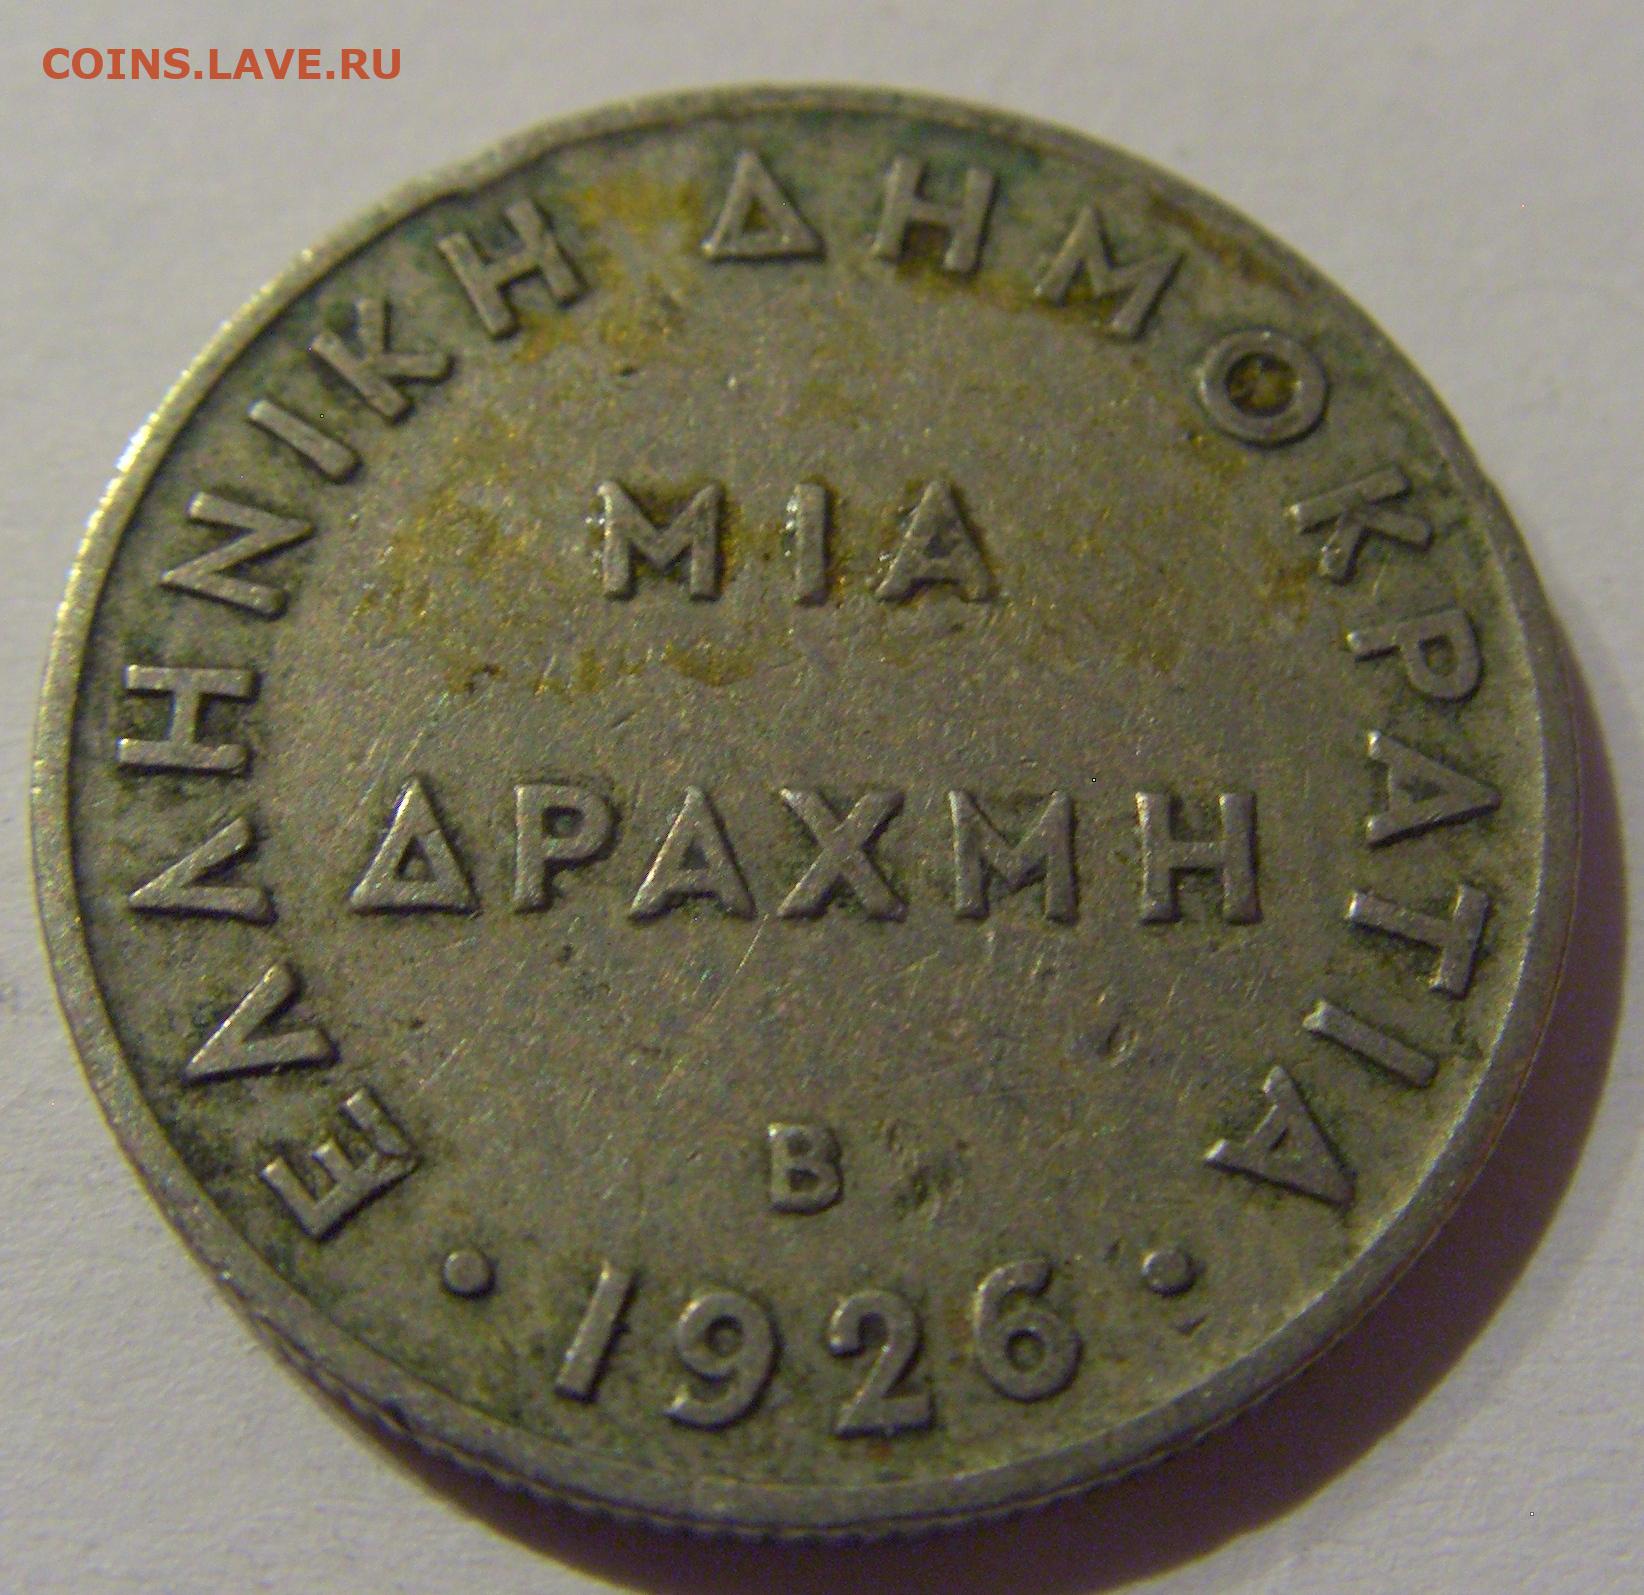 COINS.LAVE.RU
ΕΛΛΗΝΙΚΗ ΔΗΜΟΚΡΑΤΙΑ
ΜΙΑ
ΔΡΑΧΜΗ
Β
• 1926 •